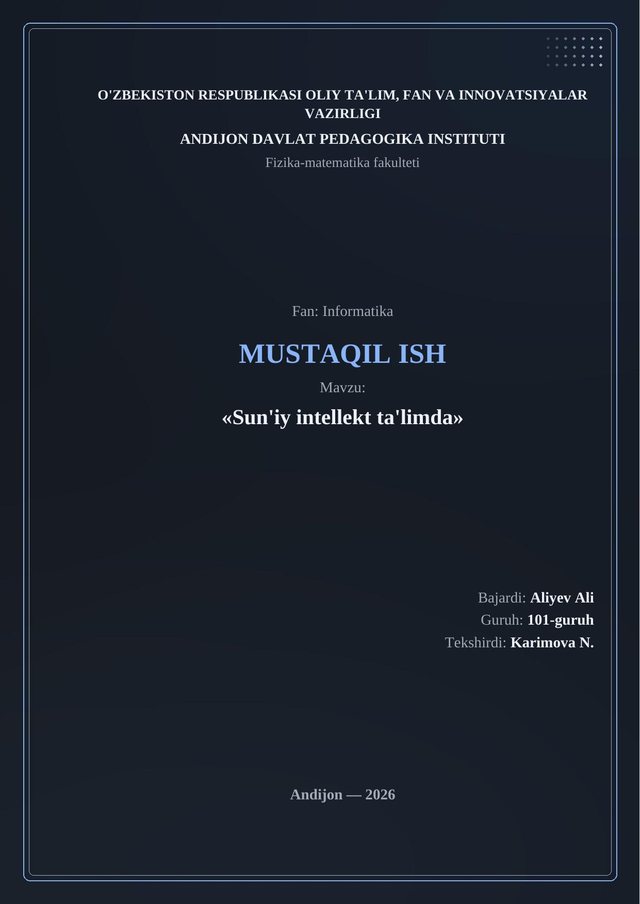 O'ZBEKISTON RESPUBLIKASI OLIY TA'LIM, FAN VA INNOVATSIYALAR
VAZIRLIGI
ANDIJON DAVLAT PEDAGOGIKA INSTITUTI
Fizika-matematika fakulteti
Fan: Informatika
MUSTAQIL ISH
Mavzu:
«Sun'iy intellekt ta'limda»
Bajardi: Aliyev Ali
Guruh: 101-guruh
Tekshirdi: Karimova N.
Andijon — 2026